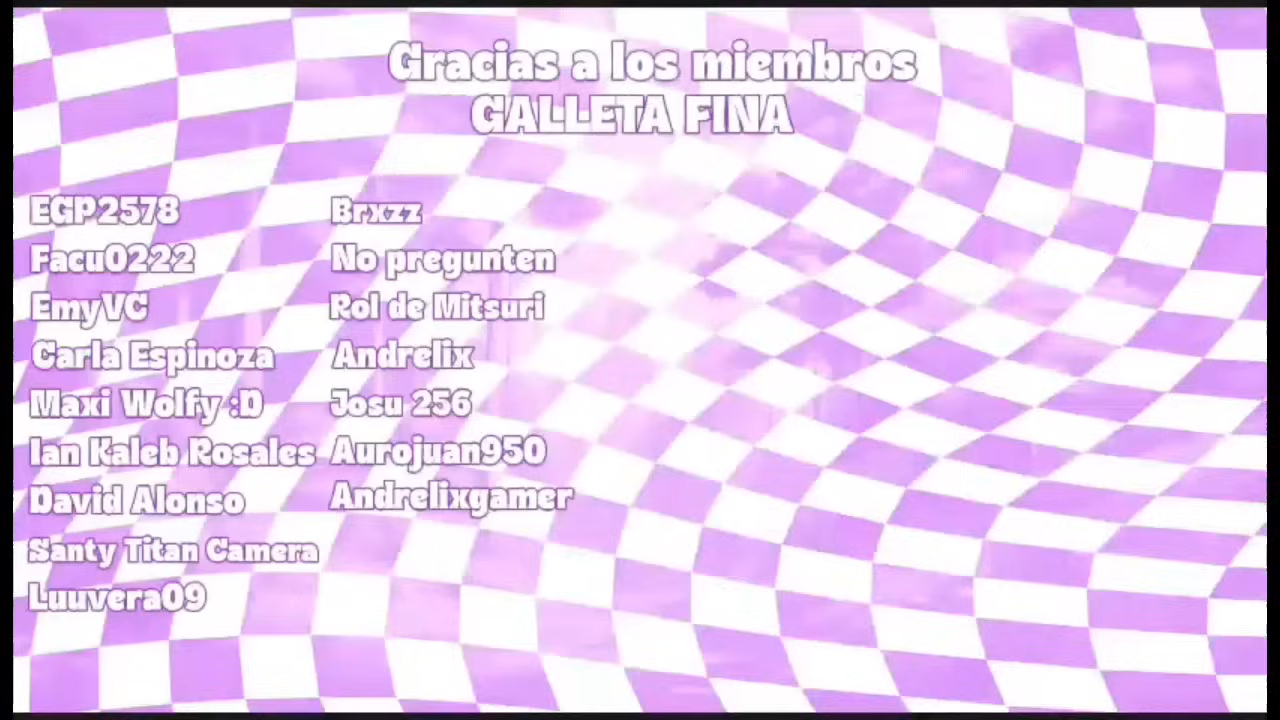 Gracias a los miembros
GALLETA FINA
EGP2578
Facu0222
EmyVC
Carla Espinoza
Maxi Wolfy :D
Ian Kaleb Rosales
David Alonso
Santy Titan Camera
Luuvera09
Brxzz
No pregunten
Rol de Mitsuri
Andrelix
Josu 256
Aurojuan950
Andrelixgamer